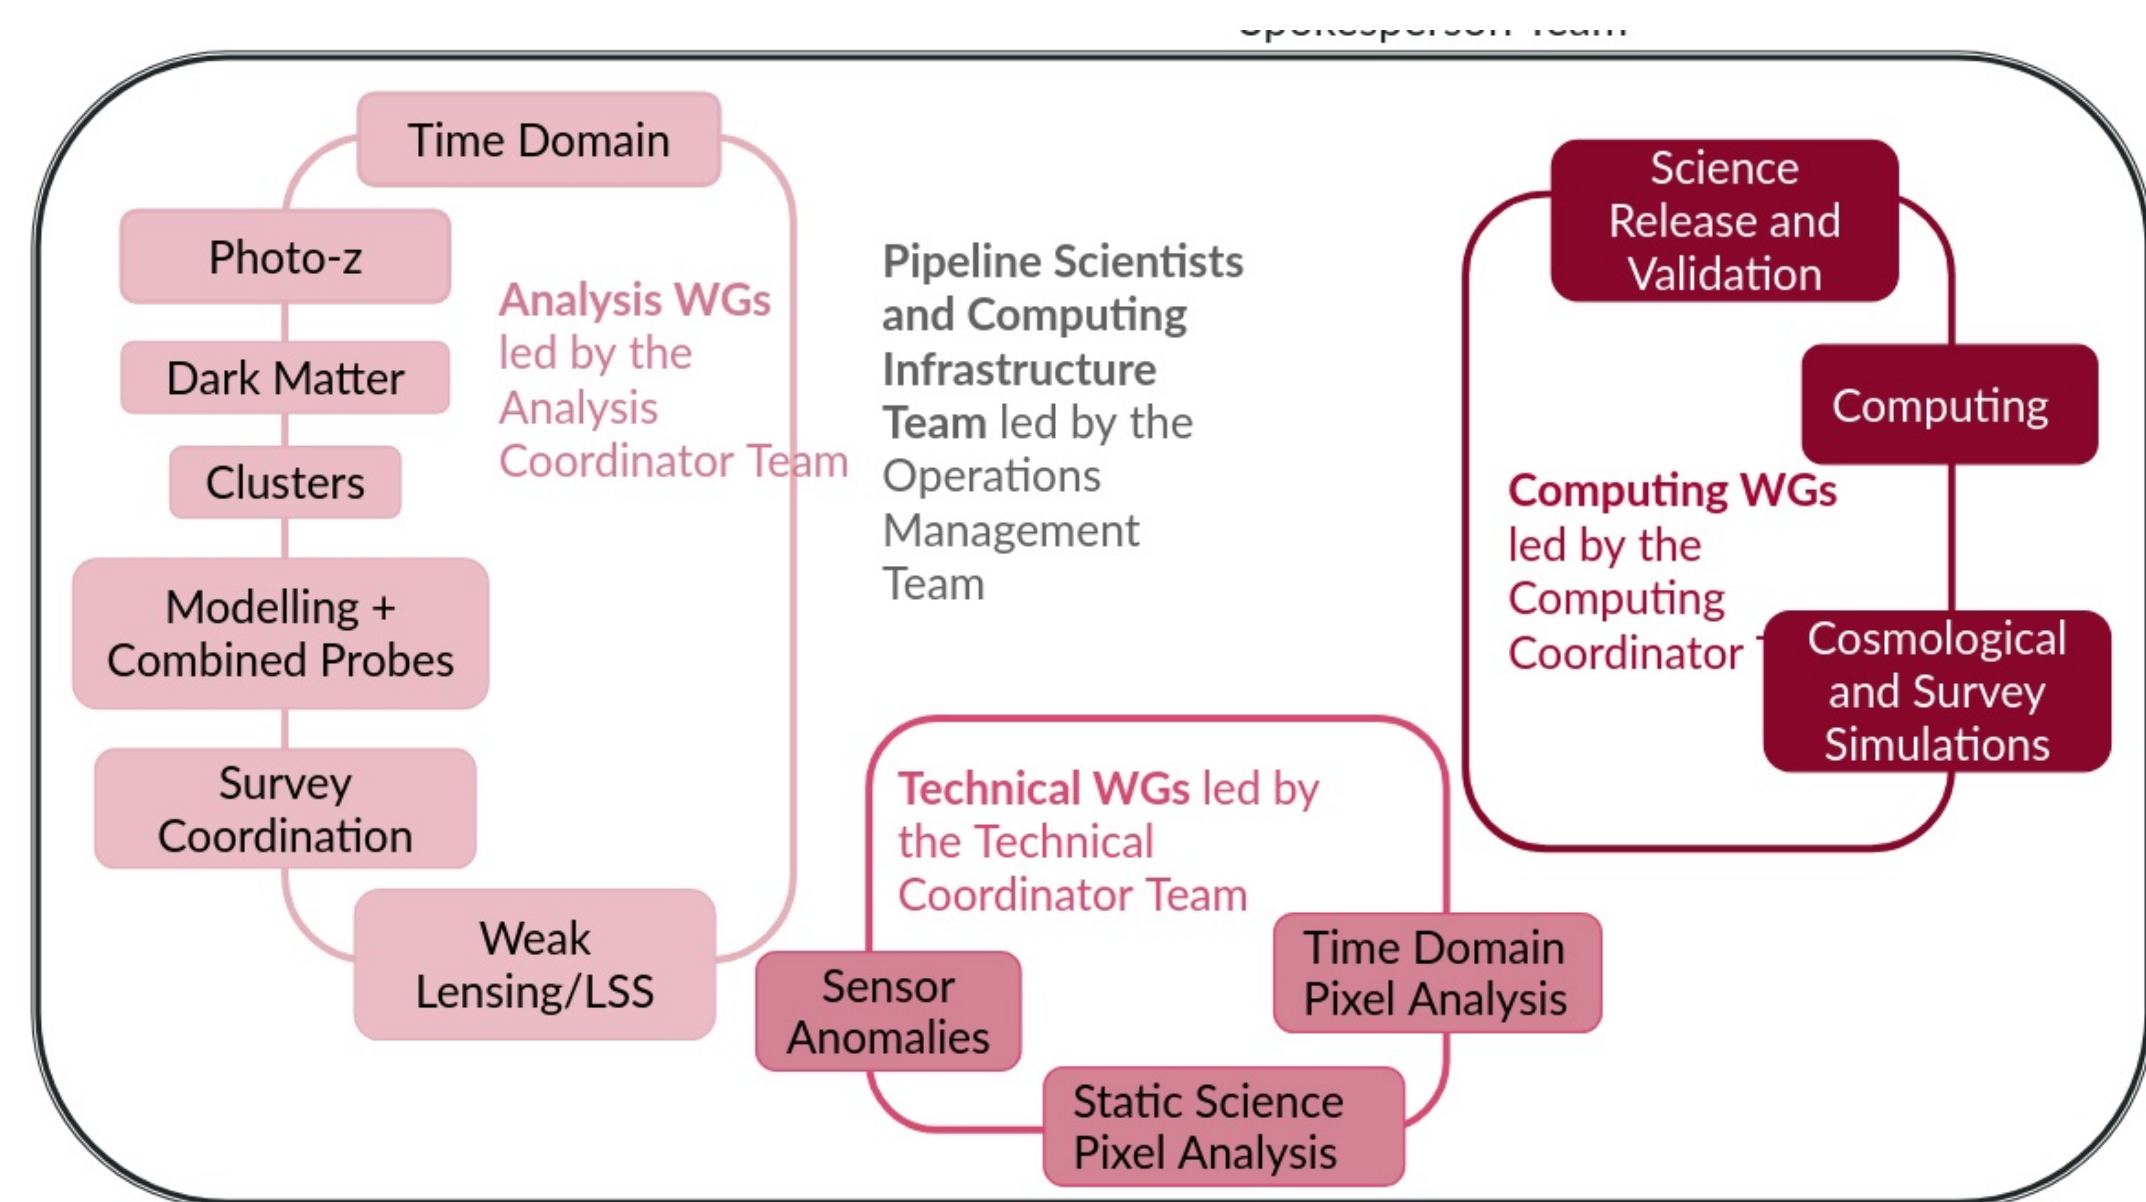 Spokesperson Team
Time Domain
Photo-z
Dark Matter
Clusters
Modelling +
Combined Probes
Survey
Coordination
Weak
Lensing/LSS
Analysis WGs
led by the
Analysis
Coordinator Team
Pipeline Scientists
and Computing
Infrastructure
Team led by the
Operations
Management
Team
Technical WGs led by
the Technical
Coordinator Team
Sensor
Anomalies
Time Domain
Pixel Analysis
Static Science
Pixel Analysis
Science
Release and
Validation
Computing
Computing WGs
led by the
Computing
Coordinator
Cosmological
and Survey
Simulations